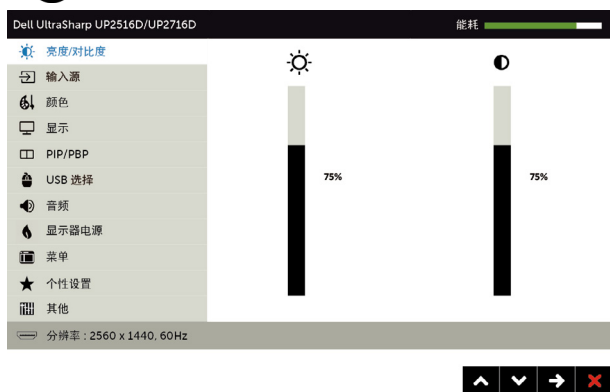 Dell UltraSharp UP2516D/UP2716D 能耗
亮度/对比度
输入源
颜色
显示
PIP/PBP
USB 选择
音频
显示器电源
菜单
个性设置
其他
75% 75%
分辨率 : 2560 x 1440, 60Hz